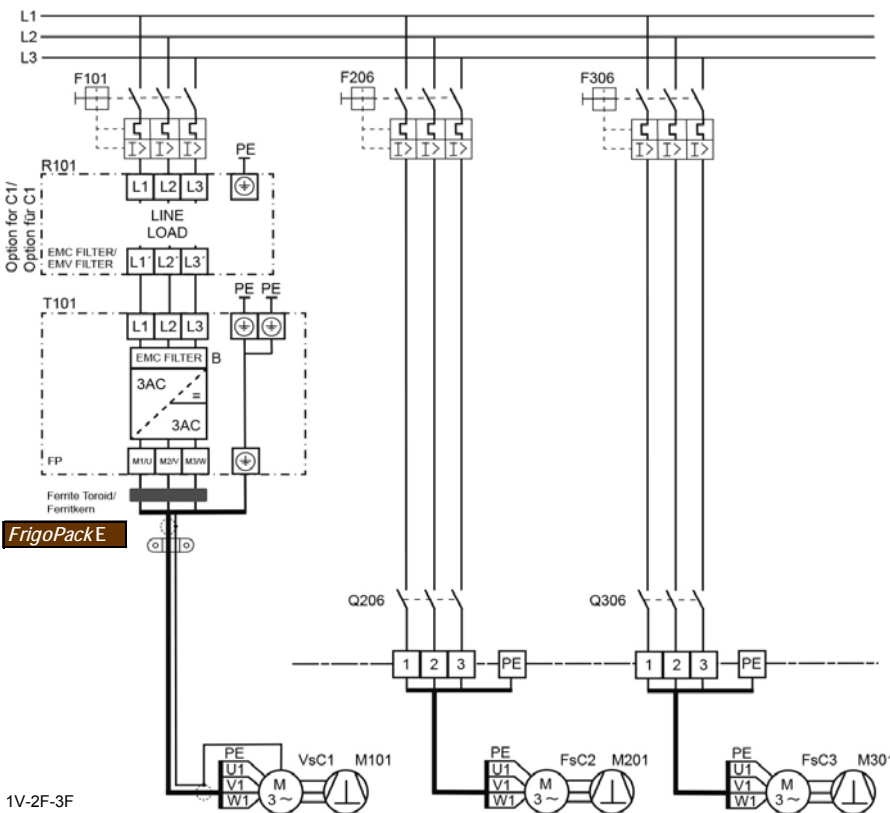 L1
L2
L3
F101
F206
F306
I> I> I>
I> I> I>
I> I> I>
PE
R101
L1 L2 L3
Option for C1/
Option für C1
LINE
LOAD
EMC FILTER/
EMV FILTER
L1´ L2´ L3´
PE PE
T101
L1 L2 L3
EMC FILTER B
3AC
=
3AC
FP
M1/U M2/V M3/W
Ferrite Toroid/
Ferritkern
FrigoPack E
Q206
Q306
1 2 3 PE
1 2 3 PE
PE VsC1 M101
U1
V1
W1
M
3~
PE FsC2 M201
U1
V1
W1
M
3~
PE FsC3 M301
U1
V1
W1
M
3~
1V-2F-3F